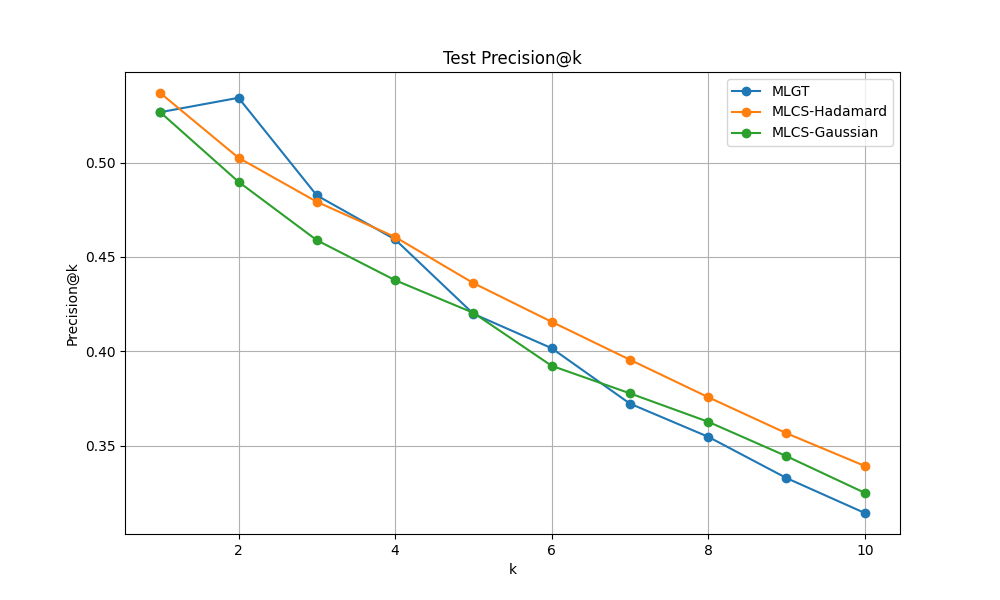 Test Precision@k
MLGT
MLCS-Hadamard
MLCS-Gaussian
Precision@k
0.50
0.45
0.40
0.35
2 4 6 8 10
k